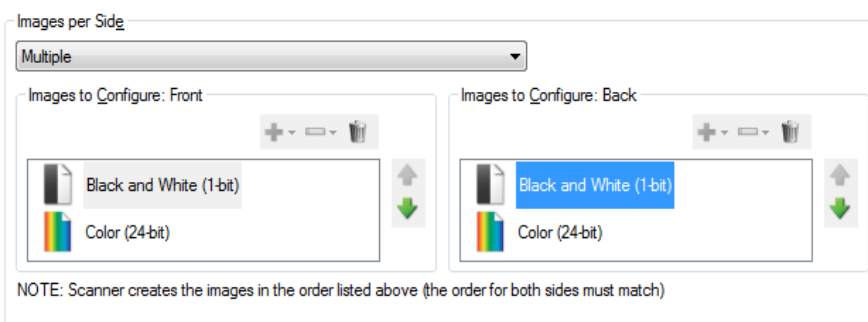 Images per Side
Multiple
Images to Configure: Front
Images to Configure: Back
Black and White (1-bit)
Color (24-bit)
Black and White (1-bit)
Color (24-bit)
NOTE: Scanner creates the images in the order listed above (the order for both sides must match)